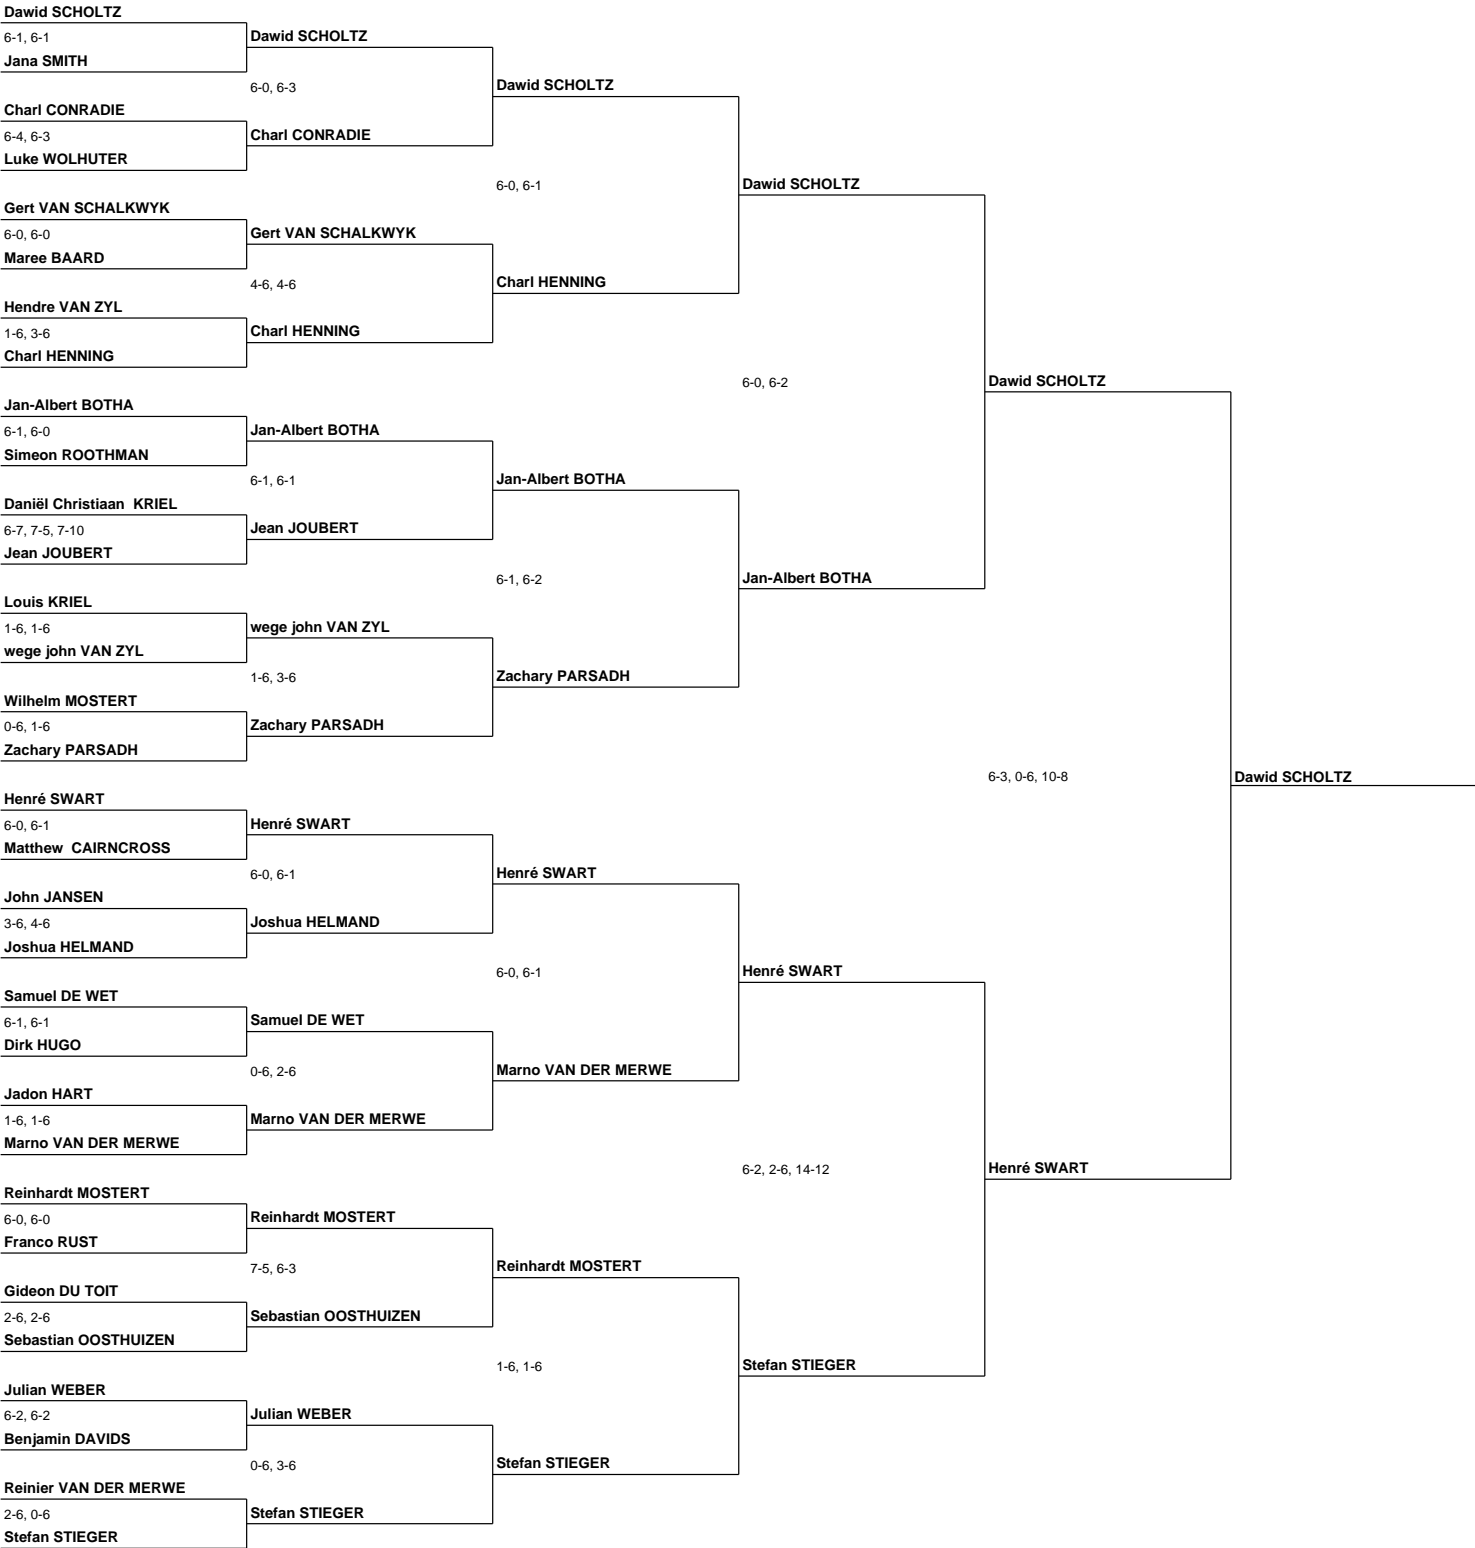 Dawid SCHOLTZ
6-1, 6-1
Dawid SCHOLTZ
Jana SMITH
6-0, 6-3
Dawid SCHOLTZ
Charl CONRADIE
6-4, 6-3
Charl CONRADIE
Luke WOLHUTER
6-0, 6-1
Dawid SCHOLTZ
Gert VAN SCHALKWYK
6-0, 6-0
Gert VAN SCHALKWYK
Maree BAARD
4-6, 4-6
Charl HENNING
Hendre VAN ZYL
1-6, 3-6
Charl HENNING
Charl HENNING
6-0, 6-2
Dawid SCHOLTZ
Jan-Albert BOTHA
6-1, 6-0
Jan-Albert BOTHA
Simeon ROOTHMAN
6-1, 6-1
Jan-Albert BOTHA
Daniël Christiaan  KRIEL
6-7, 7-5, 7-10
Jean JOUBERT
Jean JOUBERT
6-1, 6-2
Jan-Albert BOTHA
Louis KRIEL
1-6, 1-6
wege john VAN ZYL
wege john VAN ZYL
1-6, 3-6
Zachary PARSADH
Wilhelm MOSTERT
0-6, 1-6
Zachary PARSADH
Zachary PARSADH
6-3, 0-6, 10-8
Dawid SCHOLTZ
Henré SWART
6-0, 6-1
Henré SWART
Matthew  CAIRNCROSS
6-0, 6-1
Henré SWART
John JANSEN
3-6, 4-6
Joshua HELMAND
Joshua HELMAND
6-0, 6-1
Henré SWART
Samuel DE WET
6-1, 6-1
Samuel DE WET
Dirk HUGO
0-6, 2-6
Marno VAN DER MERWE
Jadon HART
1-6, 1-6
Marno VAN DER MERWE
Marno VAN DER MERWE
6-2, 2-6, 14-12
Henré SWART
Reinhardt MOSTERT
6-0, 6-0
Reinhardt MOSTERT
Franco RUST
7-5, 6-3
Reinhardt MOSTERT
Gideon DU TOIT
2-6, 2-6
Sebastian OOSTHUIZEN
Sebastian OOSTHUIZEN
1-6, 1-6
Stefan STIEGER
Julian WEBER
6-2, 6-2
Julian WEBER
Benjamin DAVIDS
0-6, 3-6
Stefan STIEGER
Reinier VAN DER MERWE
2-6, 0-6
Stefan STIEGER
Stefan STIEGER